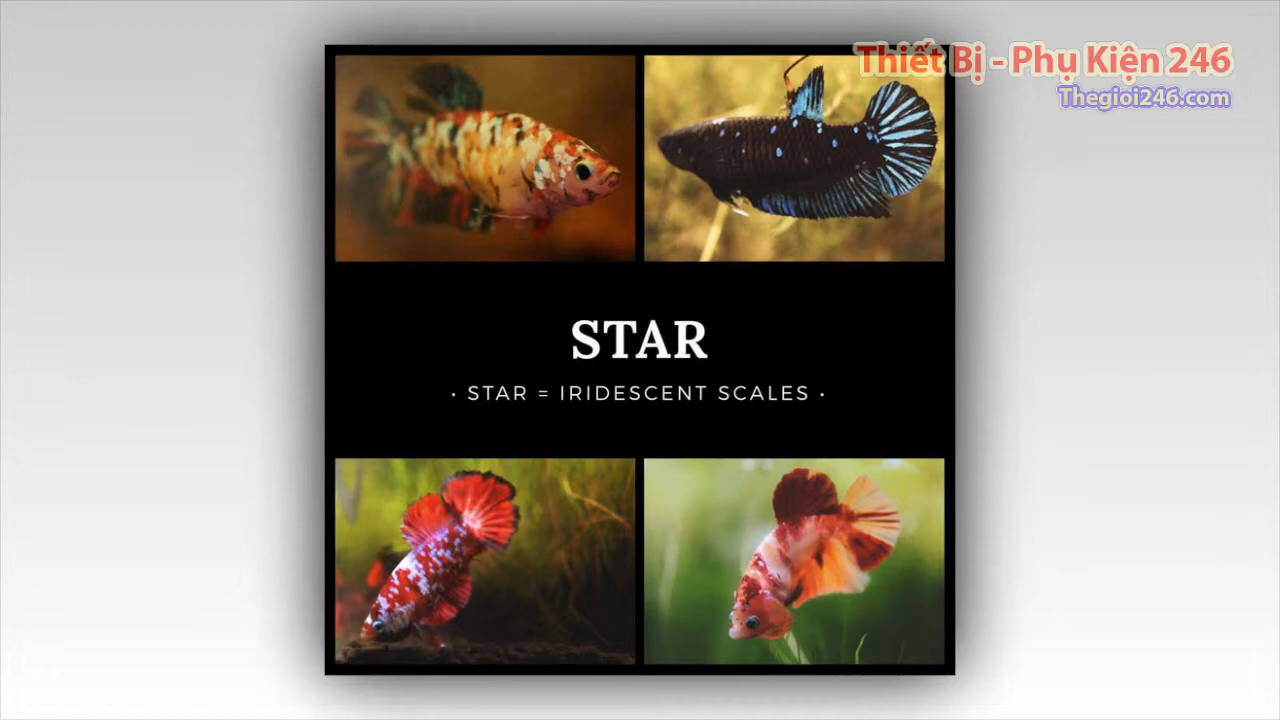 Thiết Bị - Phụ Kiện 246
Thegioi246.com
STAR
· STAR = IRIDESCENT SCALES ·